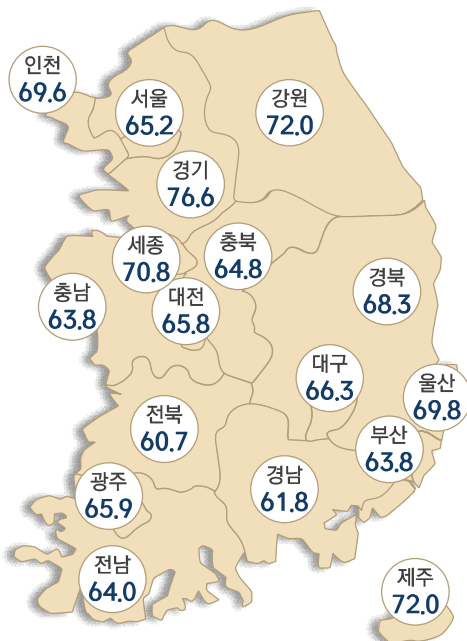 인천
69.6
서울
65.2
강원
72.0
경기
76.6
세종
70.8
충북
64.8
충남
63.8
대전
65.8
경북
68.3
대구
66.3
울산
69.8
전북
60.7
부산
63.8
광주
65.9
경남
61.8
전남
64.0
제주
72.0